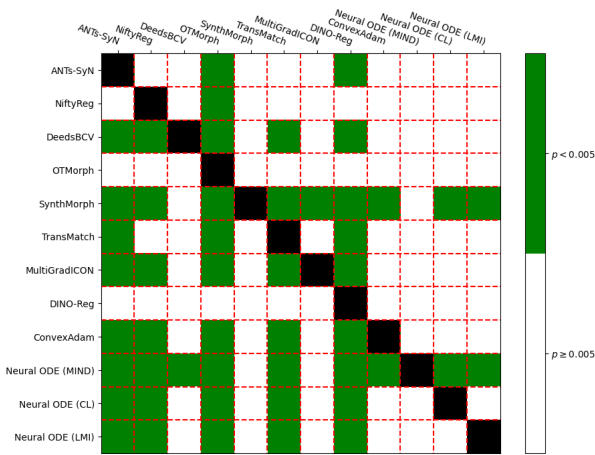 ANTs-SyN
NiftyReg
DeedsBCV
OTMorph
SynthMorph
TransMatch
MultiGradICON
DINO-Reg
ConvexAdam
Neural ODE (MIND)
Neural ODE (CL)
Neural ODE (LMI)
ANTs-SyN
NiftyReg
DeedsBCV
OTMorph
SynthMorph
TransMatch
MultiGradICON
DINO-Reg
ConvexAdam
Neural ODE (MIND)
Neural ODE (CL)
Neural ODE (LMI)
p < 0.005
p ≥ 0.005